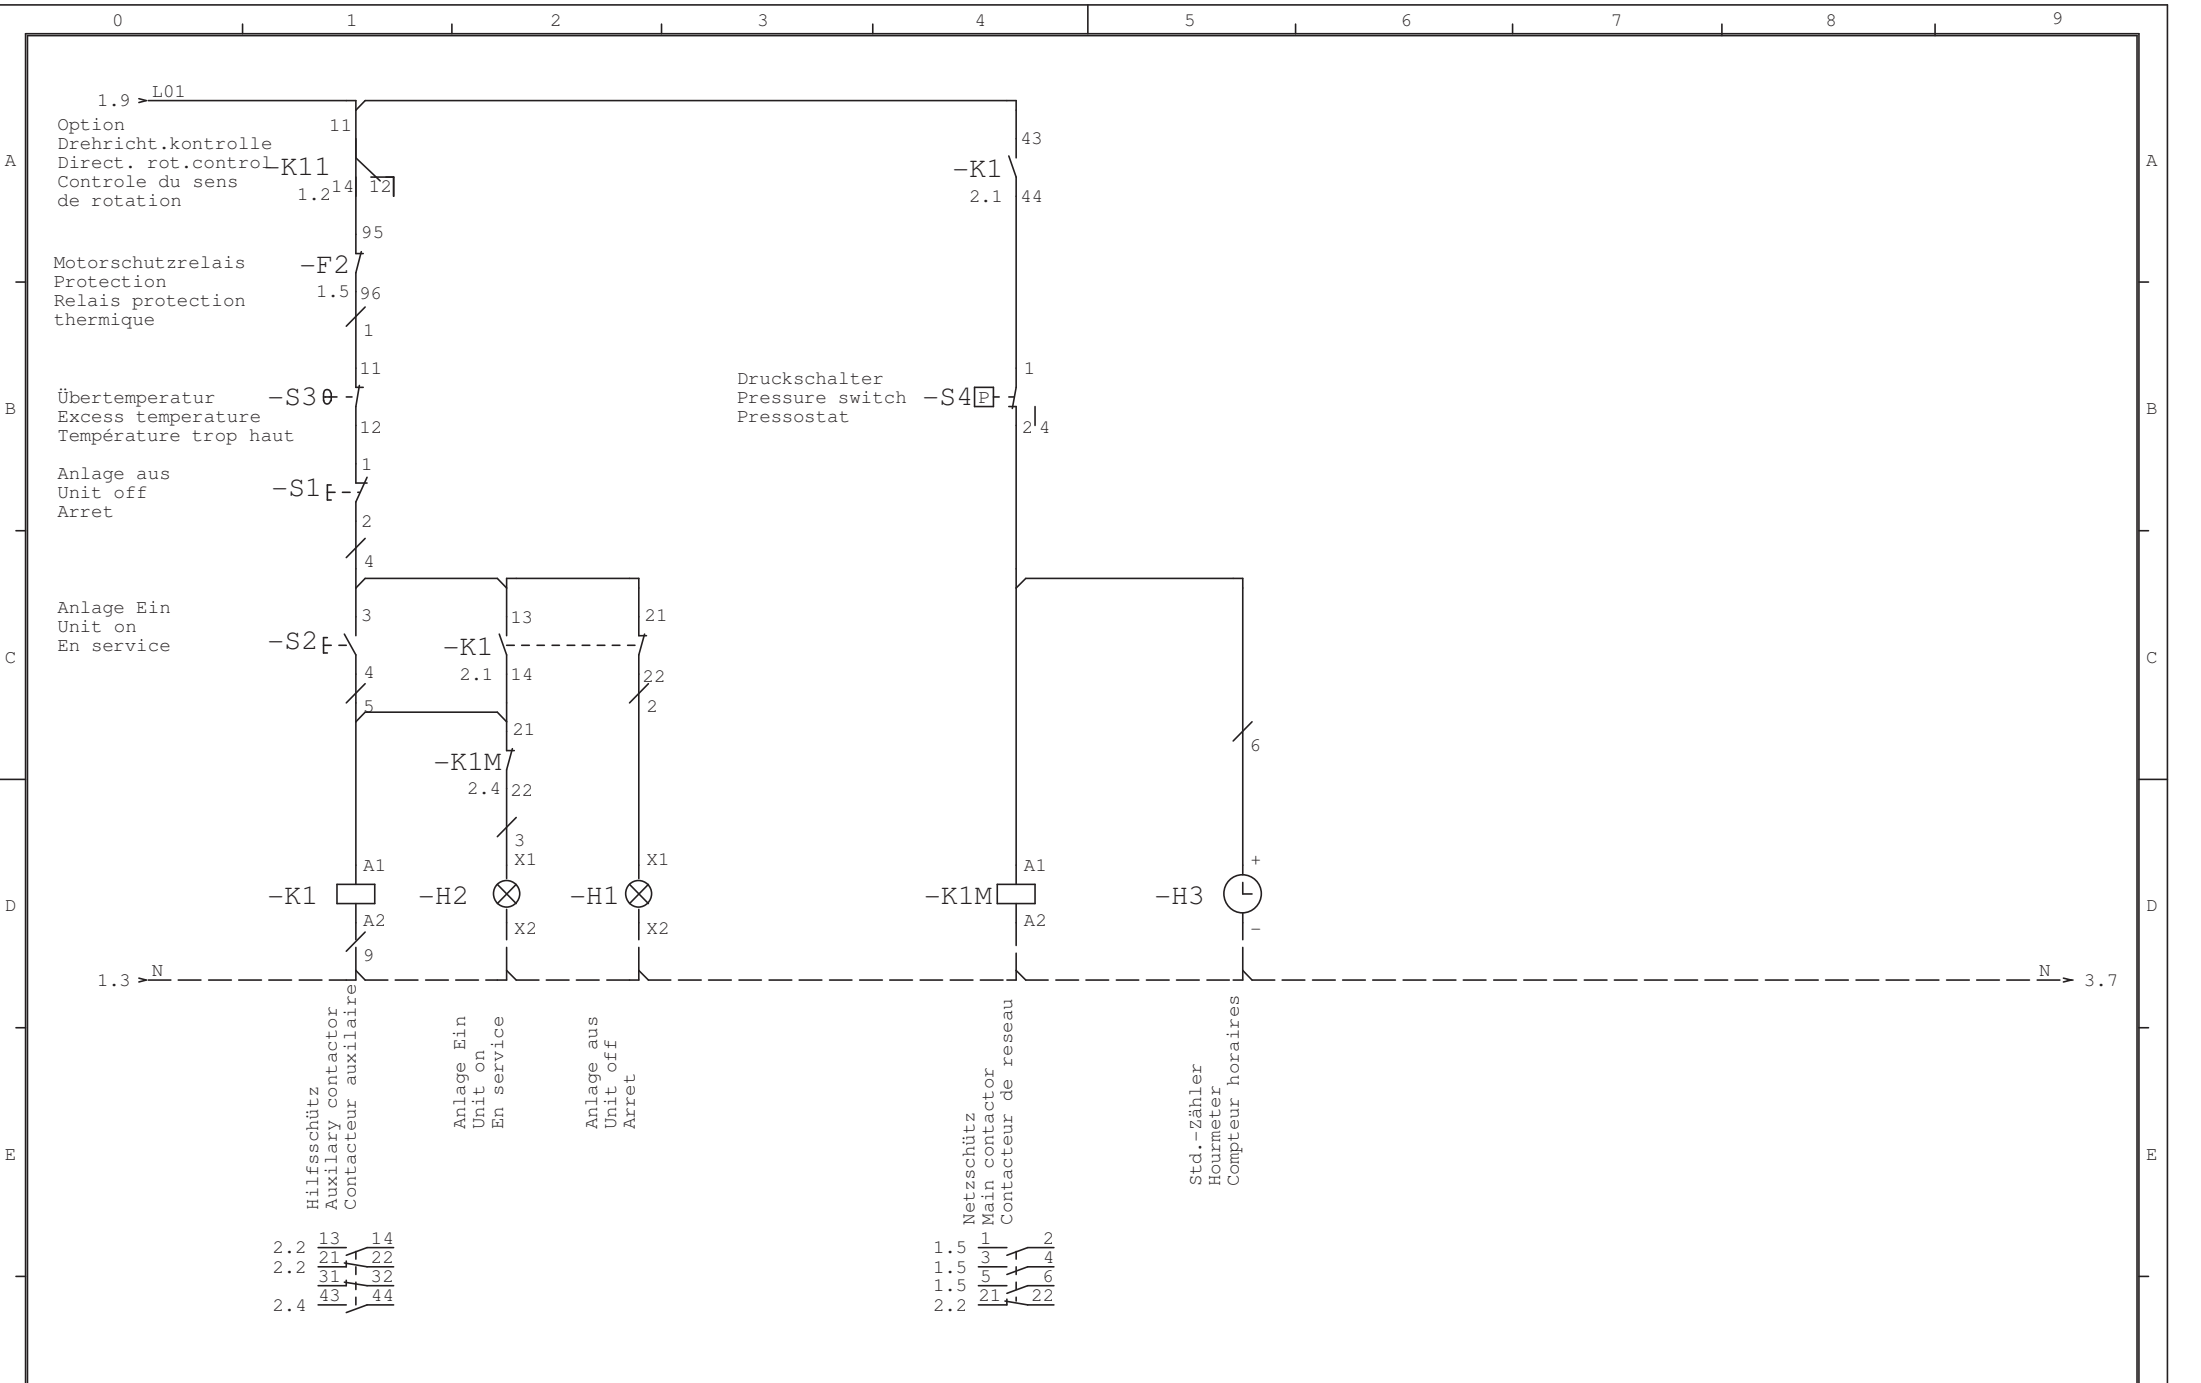 0 1 2 3 4 5 6 7 8 9
A
B
C
D
E
A
B
C
D
E
1.9
L01
Option
Drehricht.kontrolle
Direct. rot.control
Controle du sens
de rotation
11
-K11
1.2
14
12
Motorschutzrelais
Protection
Relais protection
thermique
95
-F2
1.5
96
1
Übertemperatur
Excess temperature
Température trop haut
11
-S3
12
Anlage aus
Unit off
Arret
1
-S1
2
4
Anlage Ein
Unit on
En service
3
-S2
4
5
13
-K1
2.1
14
21
22
2
21
-K1M
2.4
22
3
43
-K1
2.1
44
Druckschalter
Pressure switch
Pressostat
1
-S4
P
2
4
6
A1
-K1
A2
9
X1
-H2
X2
X1
-H1
X2
A1
-K1M
A2
+
-H3
-
1.3
N
N
3.7
Hilfsschütz
Auxilary contactor
Contacteur auxilaire
Anlage Ein
Unit on
En service
Anlage aus
Unit off
Arret
Netzschütz
Main contactor
Contacteur de reseau
Std.-Zähler
Hourmeter
Compteur horaires
2.2 13 14
2.2 21 22
31 32
2.4 43 44
1.5 1 2
1.5 3 4
1.5 5 6
2.2 21 22